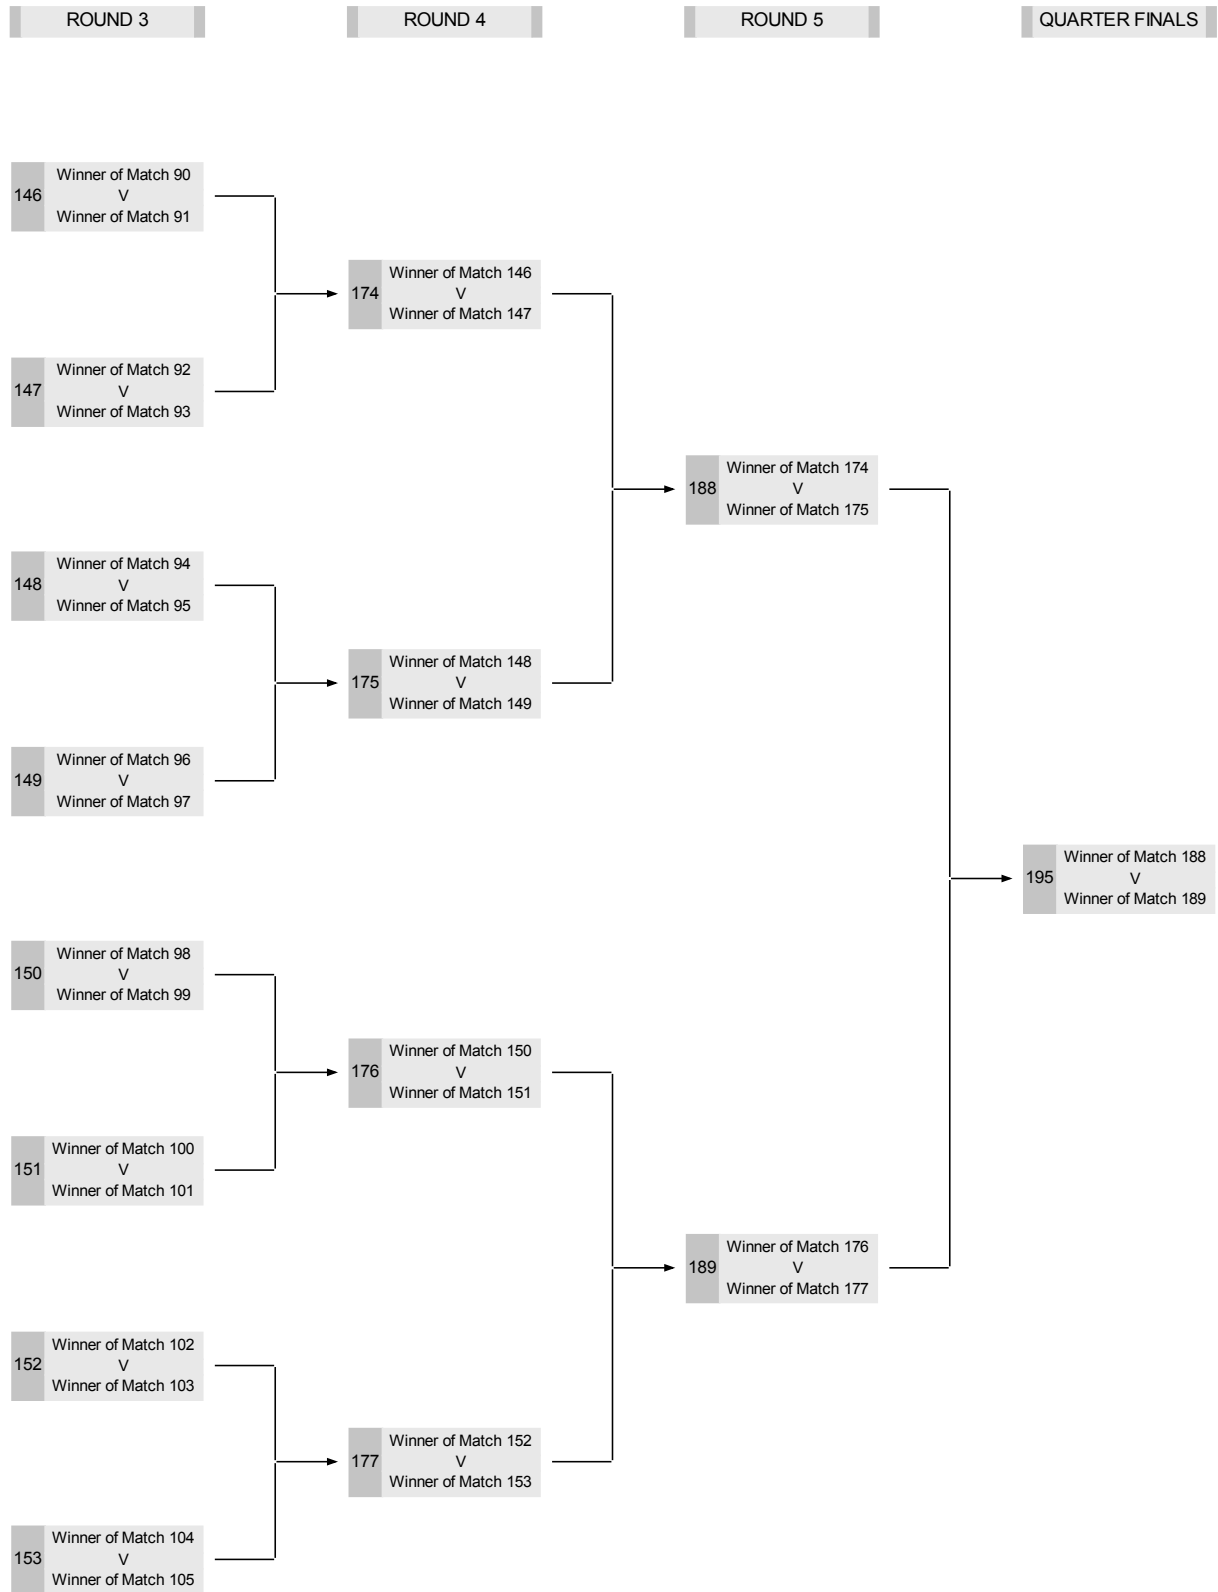 ROUND 3
ROUND 4
ROUND 5
QUARTER FINALS
146
Winner of Match 90
V
Winner of Match 91
147
Winner of Match 92
V
Winner of Match 93
148
Winner of Match 94
V
Winner of Match 95
149
Winner of Match 96
V
Winner of Match 97
150
Winner of Match 98
V
Winner of Match 99
151
Winner of Match 100
V
Winner of Match 101
152
Winner of Match 102
V
Winner of Match 103
153
Winner of Match 104
V
Winner of Match 105
174
Winner of Match 146
V
Winner of Match 147
175
Winner of Match 148
V
Winner of Match 149
176
Winner of Match 150
V
Winner of Match 151
177
Winner of Match 152
V
Winner of Match 153
188
Winner of Match 174
V
Winner of Match 175
189
Winner of Match 176
V
Winner of Match 177
195
Winner of Match 188
V
Winner of Match 189